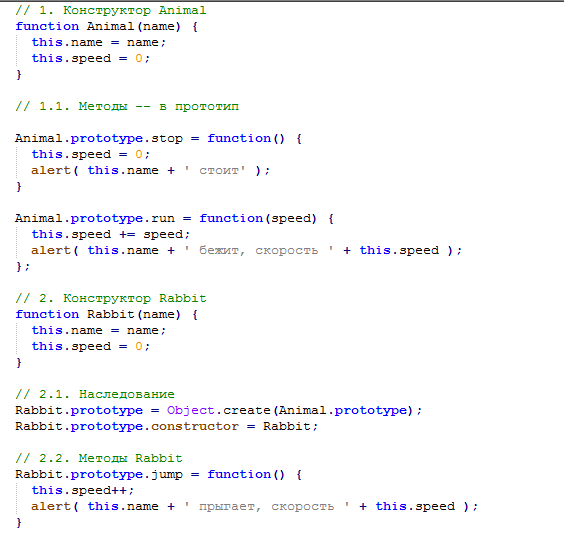 // 1. Конструктор Animal
function Animal(name) {
  this.name = name;
  this.speed = 0;
}

// 1.1. Методы -- в прототип

Animal.prototype.stop = function() {
  this.speed = 0;
  alert( this.name + ' стоит' );
}

Animal.prototype.run = function(speed) {
  this.speed += speed;
  alert( this.name + ' бежит, скорость ' + this.speed );
};

// 2. Конструктор Rabbit
function Rabbit(name) {
  this.name = name;
  this.speed = 0;
}

// 2.1. Наследование
Rabbit.prototype = Object.create(Animal.prototype);
Rabbit.prototype.constructor = Rabbit;

// 2.2. Методы Rabbit
Rabbit.prototype.jump = function() {
  this.speed++;
  alert( this.name + ' прыгает, скорость ' + this.speed );
}